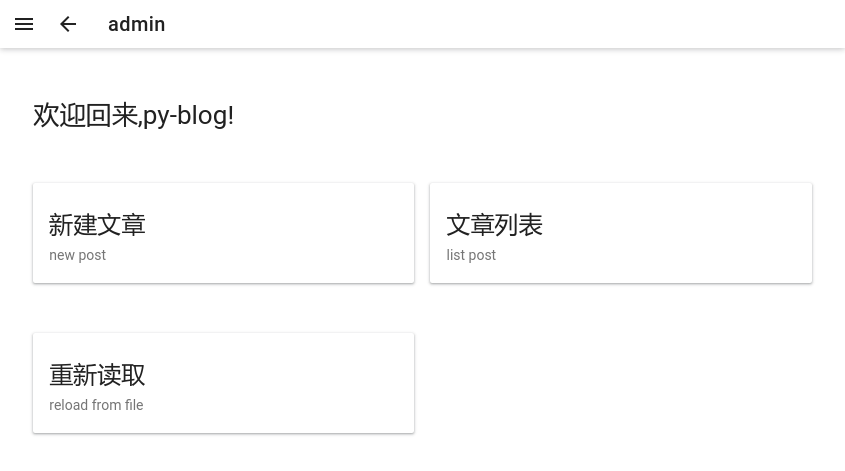 admin
欢迎回来,py-blog!
新建文章
new post
文章列表
list post
重新读取
reload from file